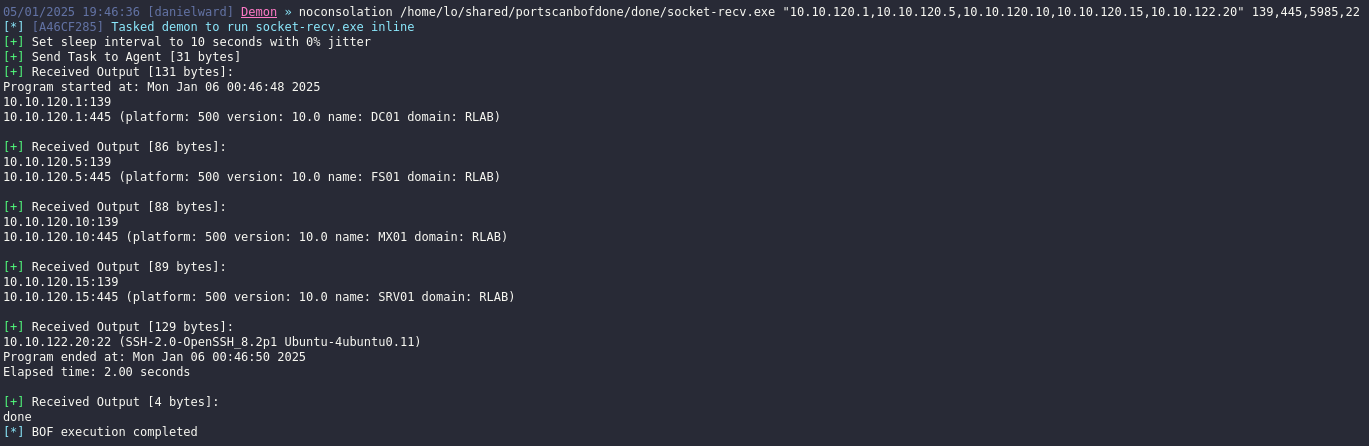 05/01/2025 19:46:36 [danielward] Demon » noconsolation /home/lo/shared/portscanbofdone/done/socket-recv.exe "10.10.120.1,10.10.120.5,10.10.120.10,10.10.120.15,10.10.122.20" 139,445,5985,22
[*] [A46CF285] Tasked demon to run socket-recv.exe inline
[+] Set sleep interval to 10 seconds with 0% jitter
[+] Send Task to Agent [31 bytes]
[+] Received Output [131 bytes]:
Program started at: Mon Jan 06 00:46:48 2025
10.10.120.1:139
10.10.120.1:445 (platform: 500 version: 10.0 name: DC01 domain: RLAB)

[+] Received Output [86 bytes]:
10.10.120.5:139
10.10.120.5:445 (platform: 500 version: 10.0 name: FS01 domain: RLAB)

[+] Received Output [88 bytes]:
10.10.120.10:139
10.10.120.10:445 (platform: 500 version: 10.0 name: MX01 domain: RLAB)

[+] Received Output [89 bytes]:
10.10.120.15:139
10.10.120.15:445 (platform: 500 version: 10.0 name: SRV01 domain: RLAB)

[+] Received Output [129 bytes]:
10.10.122.20:22 (SSH-2.0-OpenSSH_8.2p1 Ubuntu-4ubuntu0.11)
Program ended at: Mon Jan 06 00:46:50 2025
Elapsed time: 2.00 seconds

[+] Received Output [4 bytes]:
done
[*] BOF execution completed